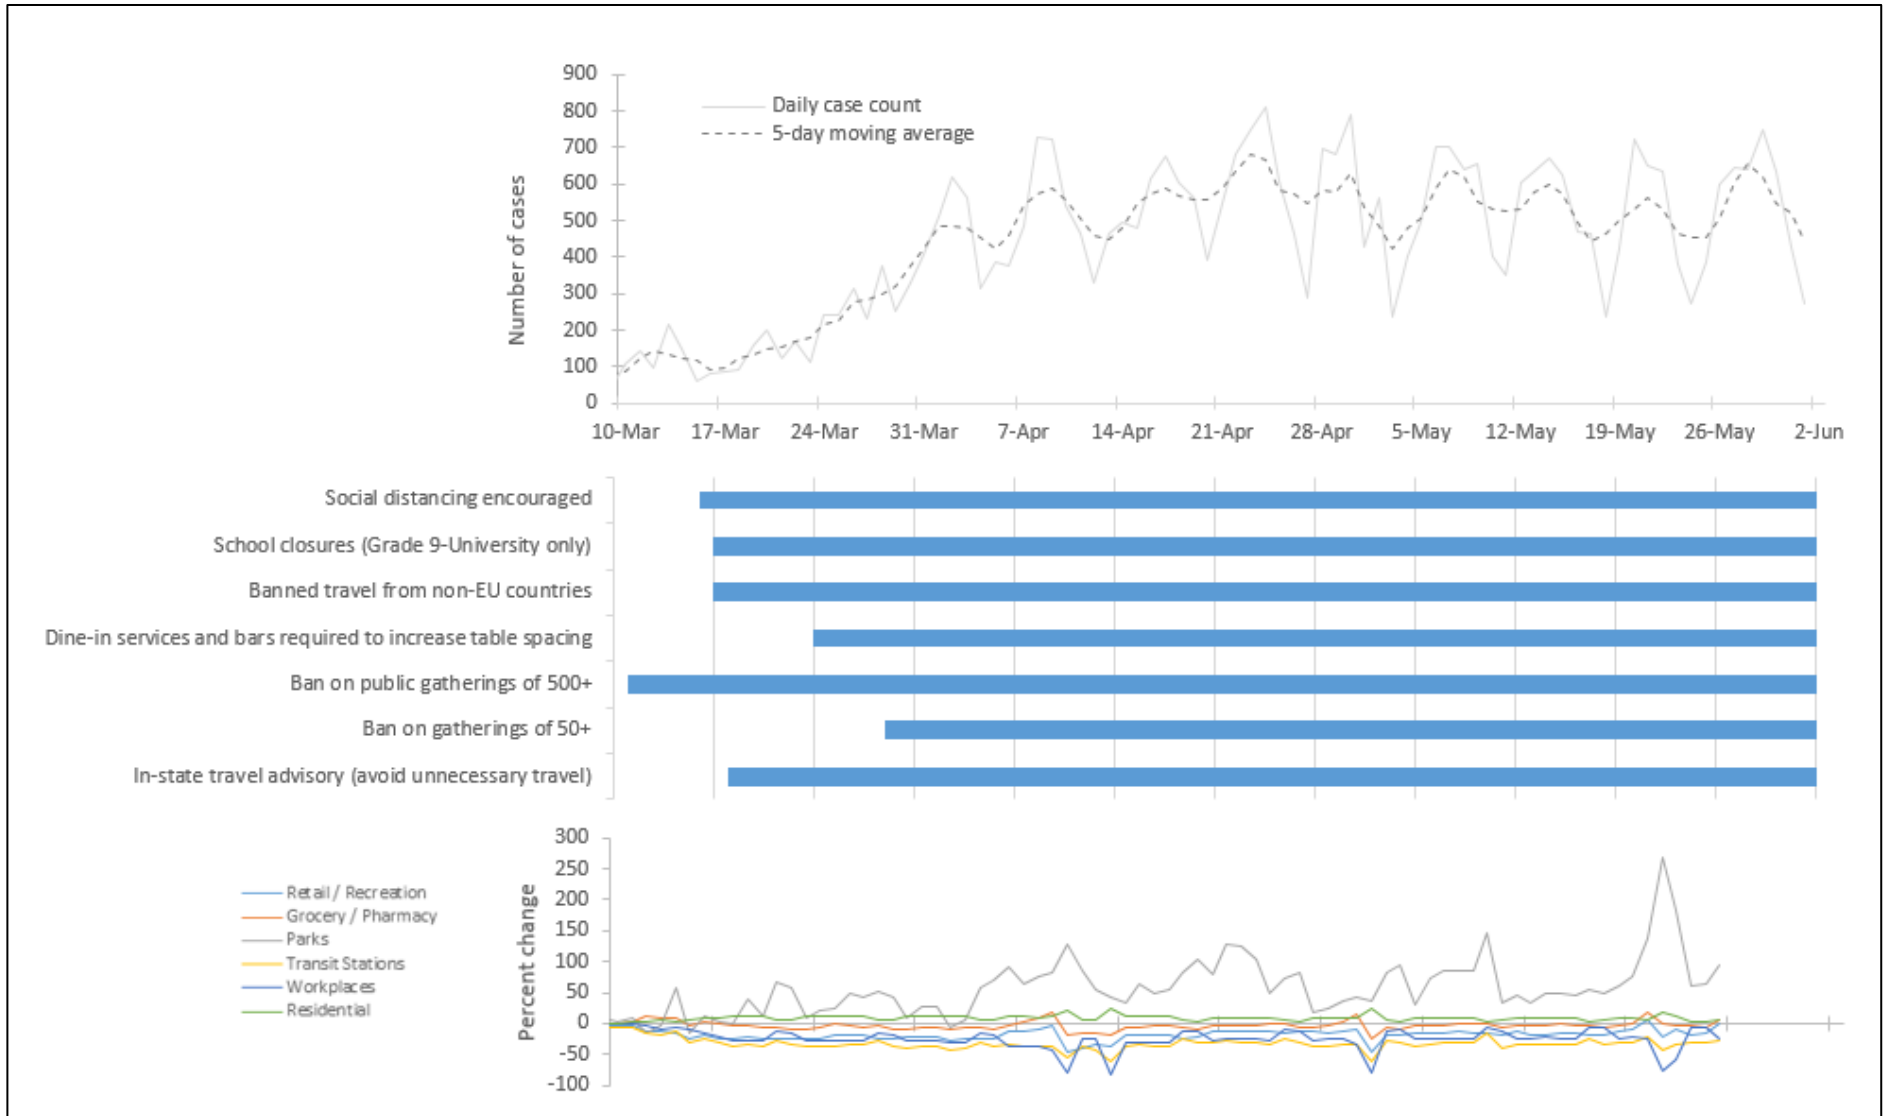 900
800
700
600
500
400
300
200
100
0
Number of cases
Daily case count
5-day moving average
10-Mar 17-Mar 24-Mar 31-Mar 7-Apr 14-Apr 21-Apr 28-Apr 5-May 12-May 19-May 26-May 2-Jun
Social distancing encouraged
School closures (Grade 9-University only)
Banned travel from non-EU countries
Dine-in services and bars required to increase table spacing
Ban on public gatherings of 500+
Ban on gatherings of 50+
In-state travel advisory (avoid unnecessary travel)
Retail / Recreation
Grocery / Pharmacy
Parks
Transit Stations
Workplaces
Residential
Percent change
300
250
200
150
100
50
0
-50
-100